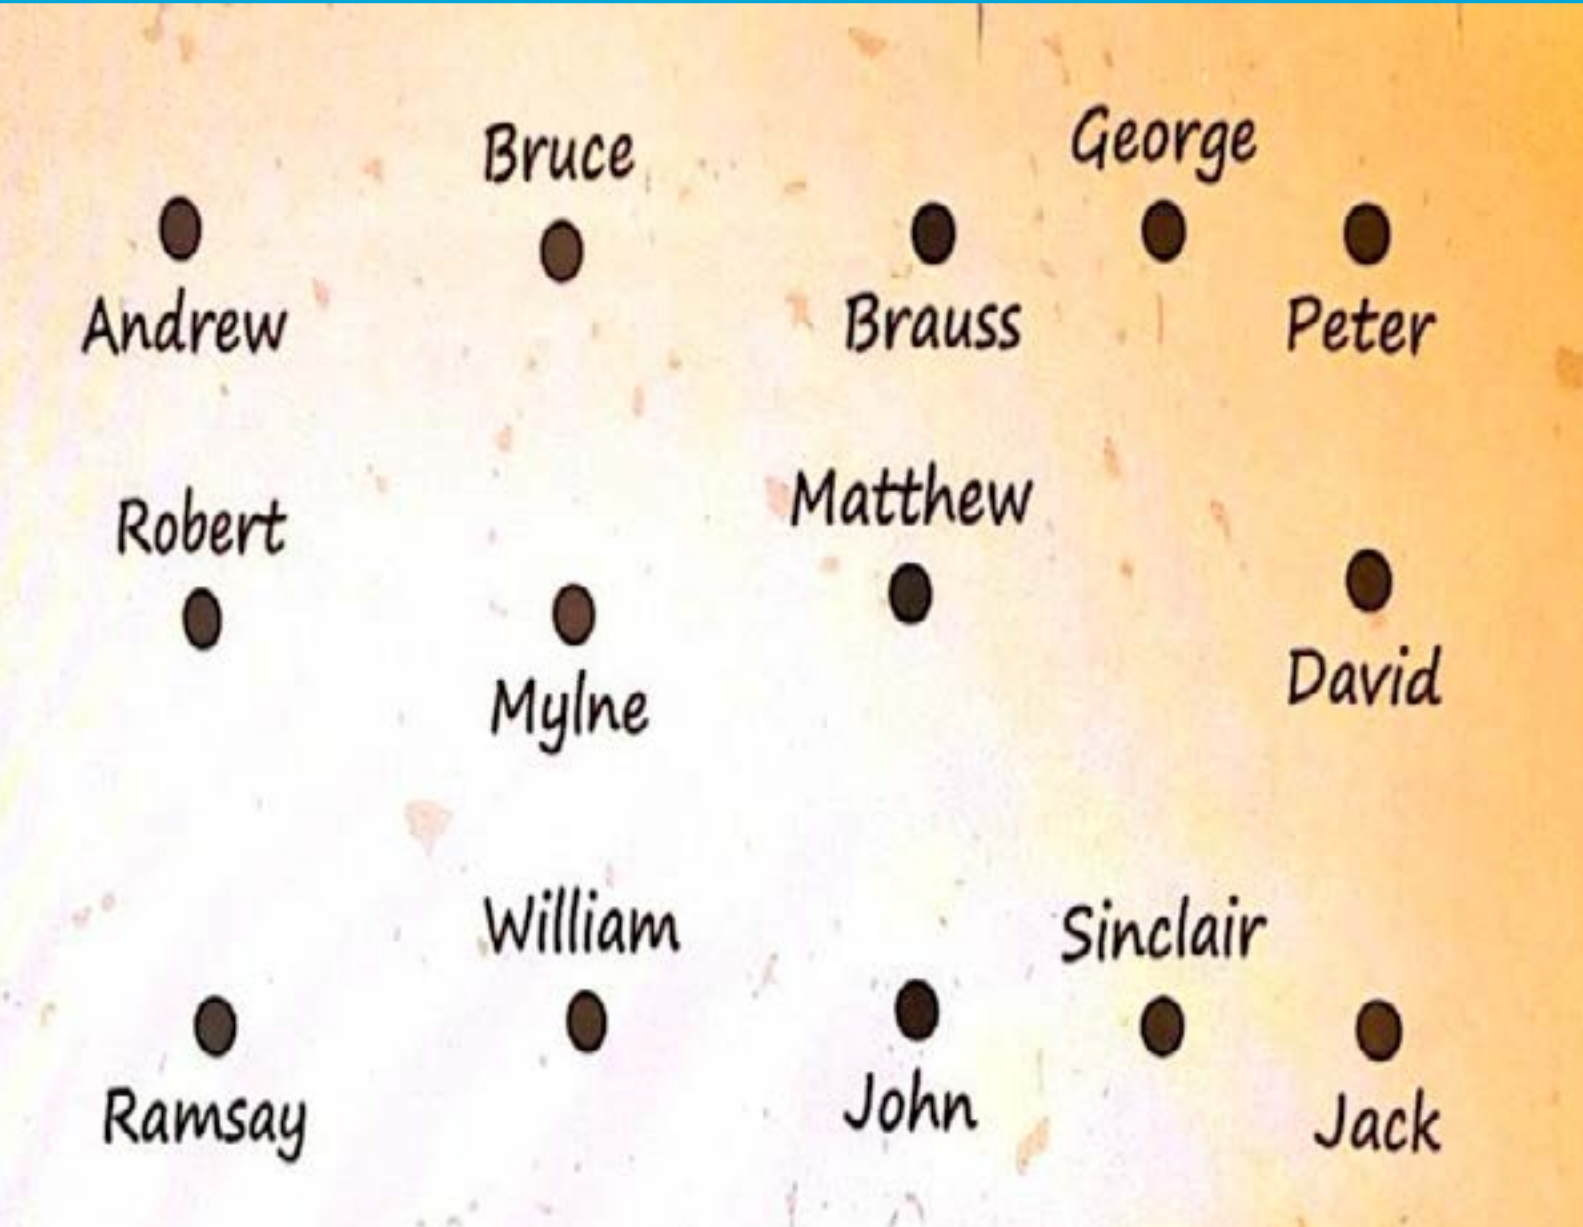 Bruce
George
Andrew
Brauss
Peter
Robert
Matthew
Mylne
David
William
Sinclair
Ramsay
John
Jack